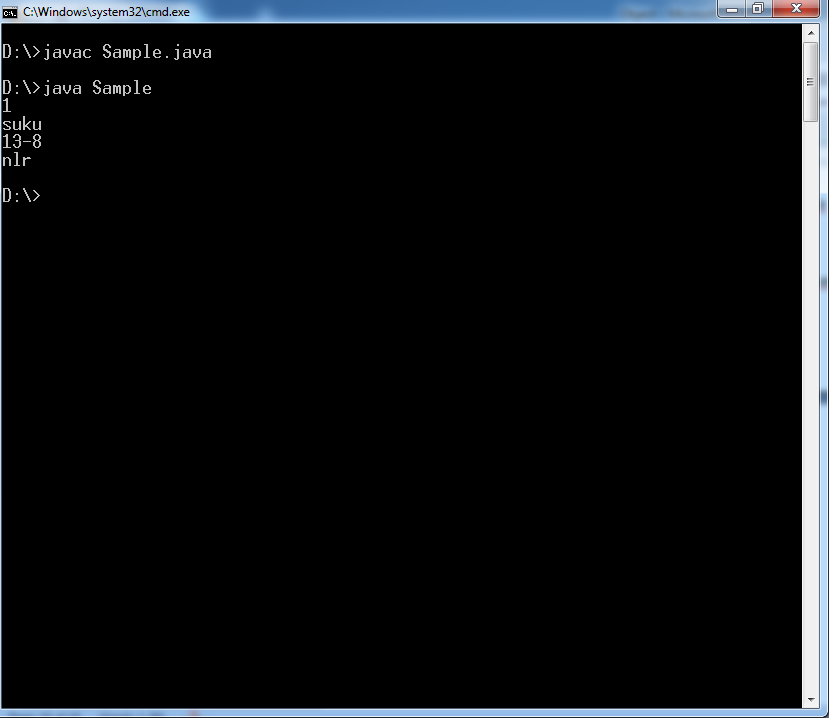 C:\Windows\system32\cmd.exe
D:\>javac Sample.java
D:\>java Sample
1
suku
13-8
nlr
D:\>